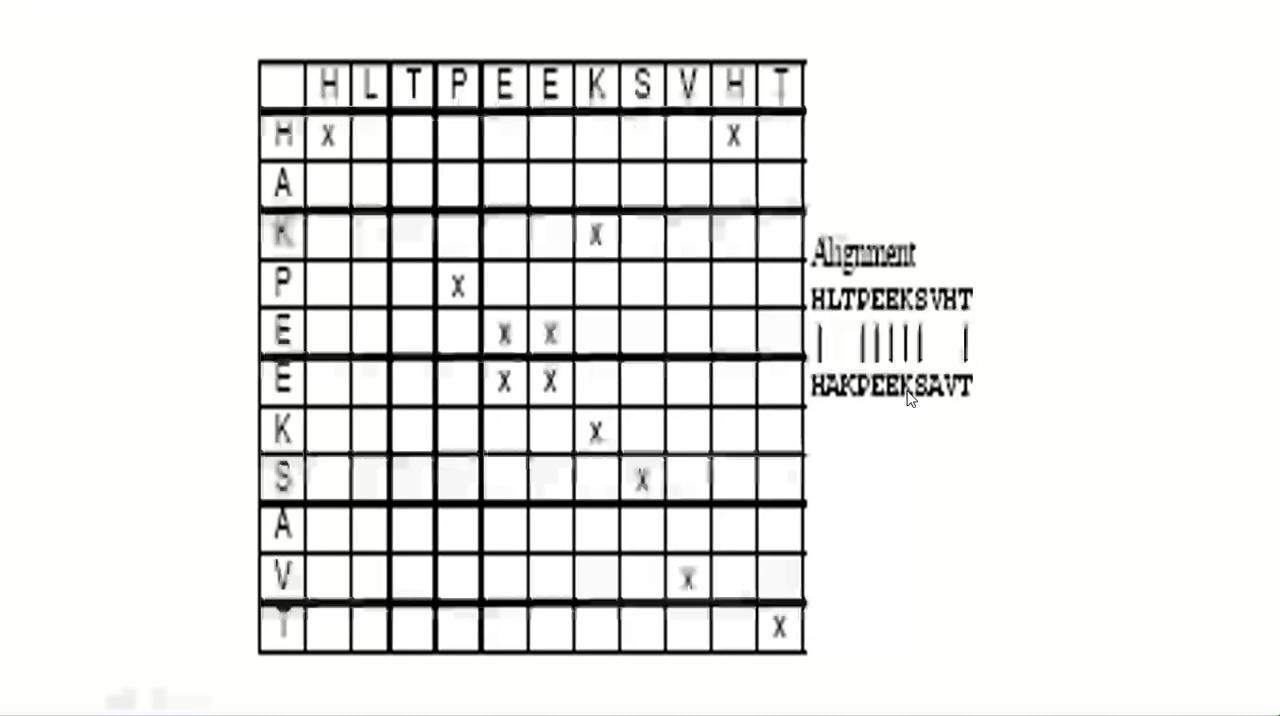 H L T P E E K S V H T
H x x
A
K x
P x
E x x
E x x
K x
S x
A
V x
T x
Alignment
HLTPEEKSVHT
| ||||| |
HAKPEEKSAVT